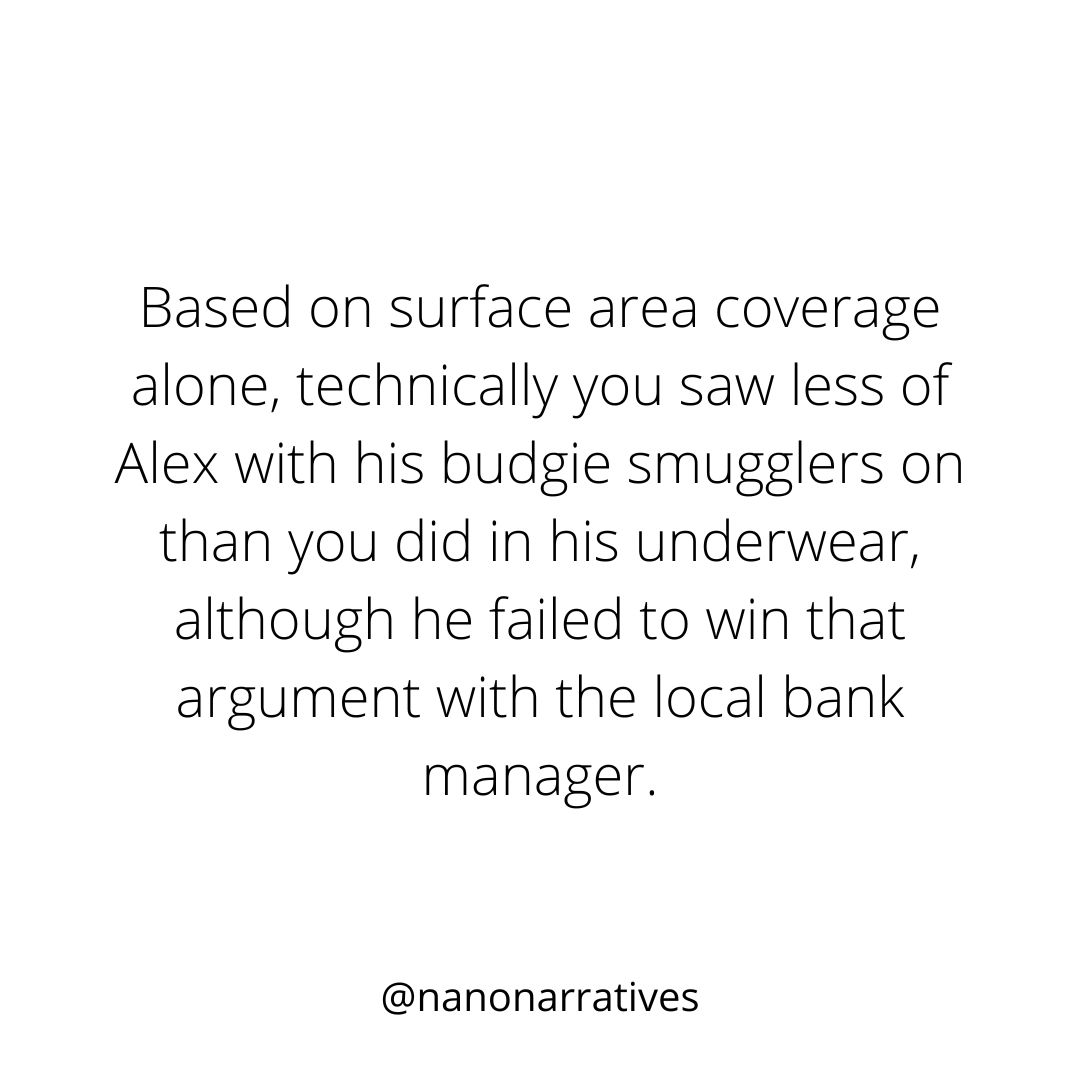 Based on surface area coverage
alone, technically you saw less of
Alex with his budgie smugglers on
than you did in his underwear,
although he failed to win that
argument with the local bank
manager.
@nanonarratives